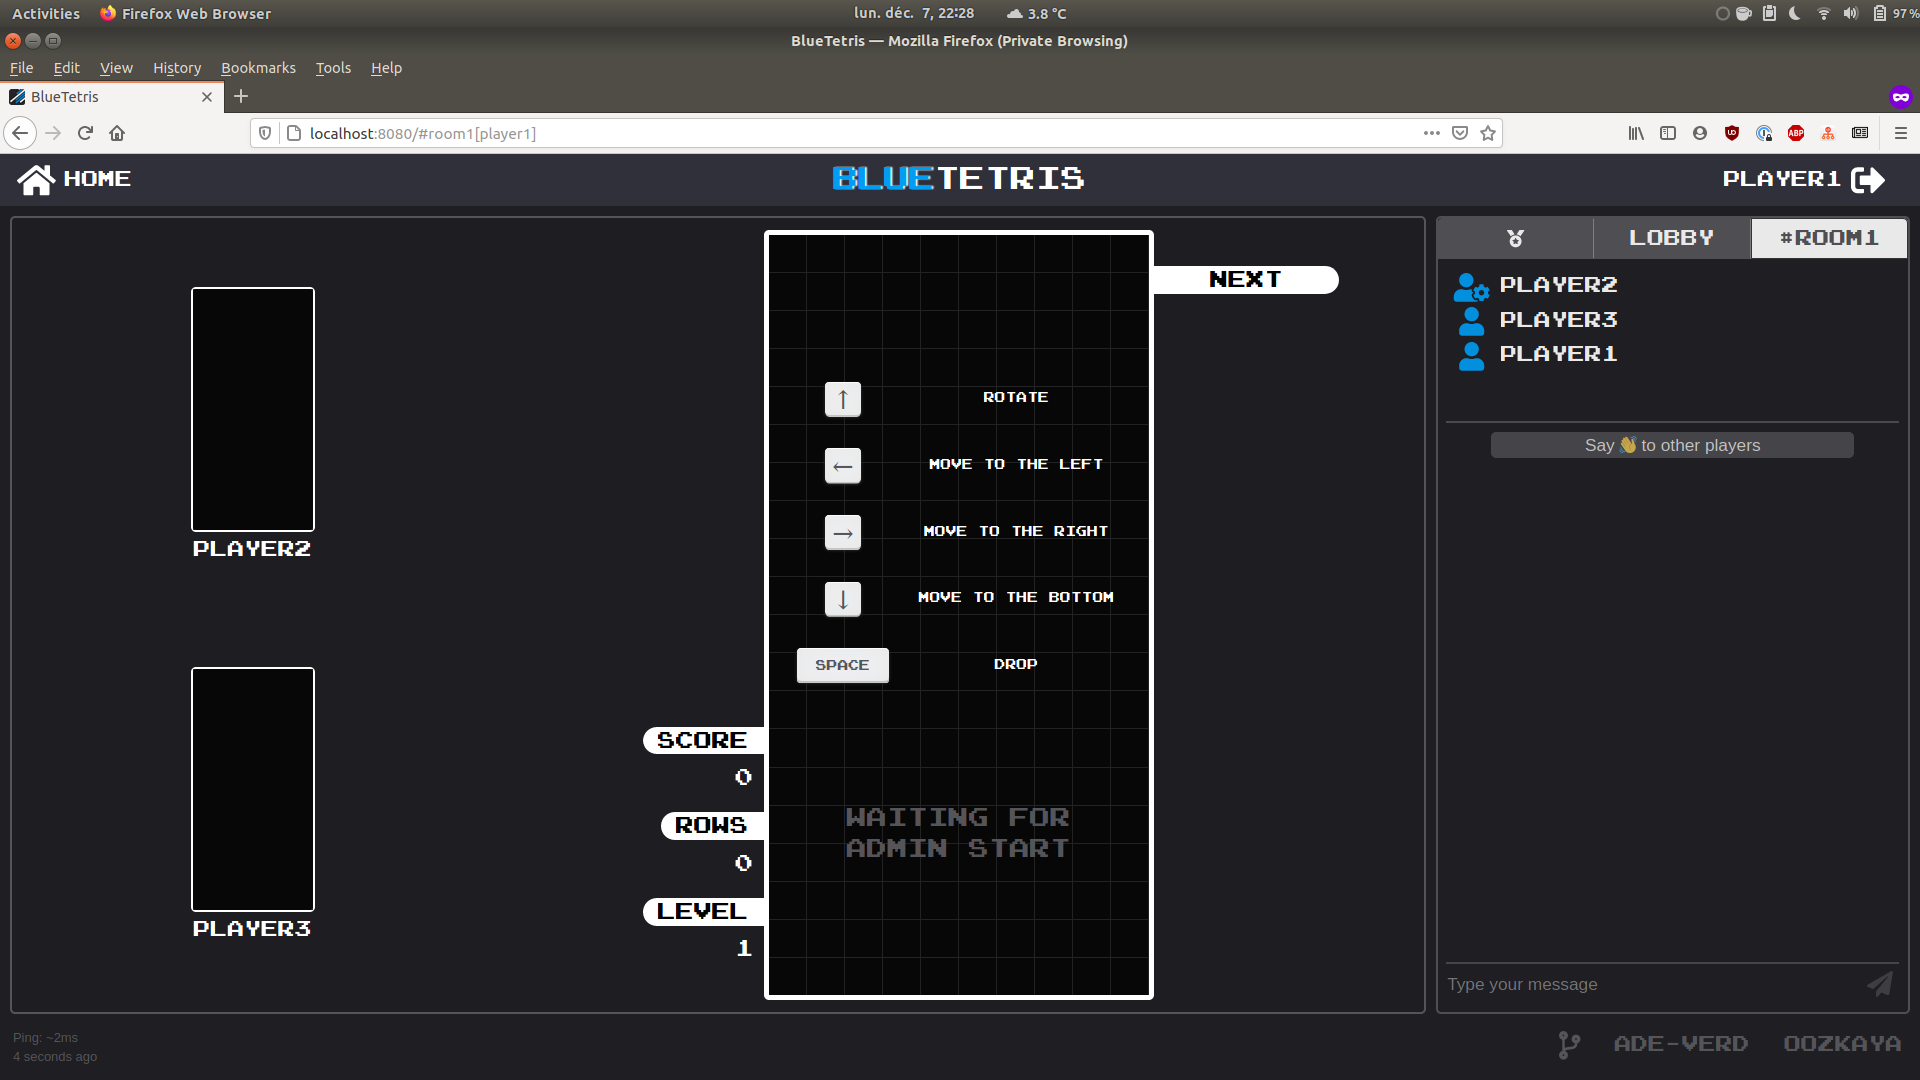 Activities Firefox Web Browser lun. déc. 7, 22:28 3.8 °C 97 %
BlueTetris — Mozilla Firefox (Private Browsing)
File Edit View History Bookmarks Tools Help
BlueTetris
localhost:8080/#room1[player1]
ABP
HOME
BLUETETRIS
PLAYER1
LOBBY
#ROOM1
PLAYER2
PLAYER3
PLAYER1
Say 👋 to other players
Type your message
NEXT
↑ ROTATE
← MOVE TO THE LEFT
→ MOVE TO THE RIGHT
↓ MOVE TO THE BOTTOM
SPACE DROP
WAITING FOR
ADMIN START
SCORE
0
ROWS
0
LEVEL
1
PLAYER2
PLAYER3
Ping: ~2ms
4 seconds ago
ADE-VERD OOZKAYA